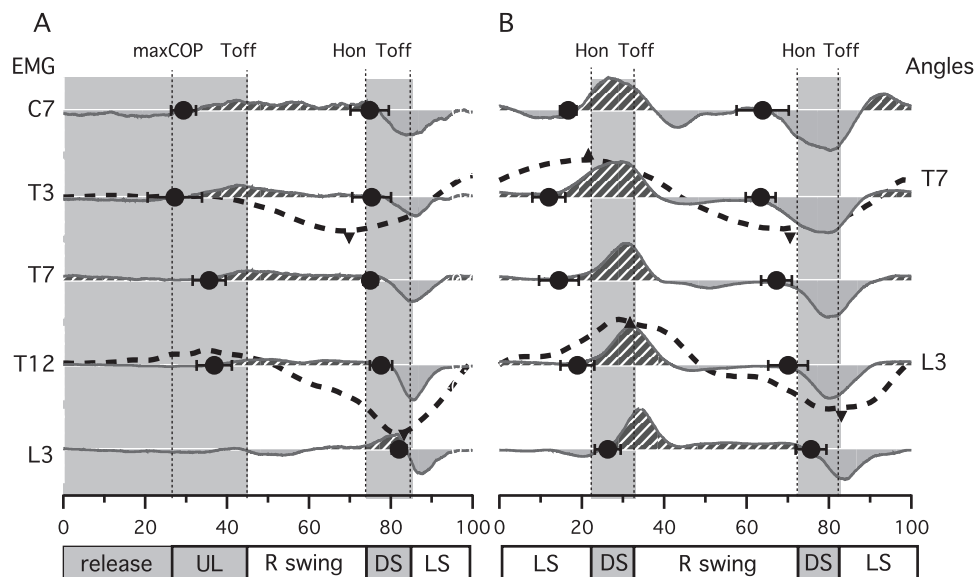 A B
maxCOP Toff Hon Toff Hon Toff Hon Toff
EMG Angles
C7
T3 T7
T7
T12 L3
L3
0 20 40 60 80 100 0 20 40 60 80 100
release UL R swing DS LS LS DS R swing DS LS